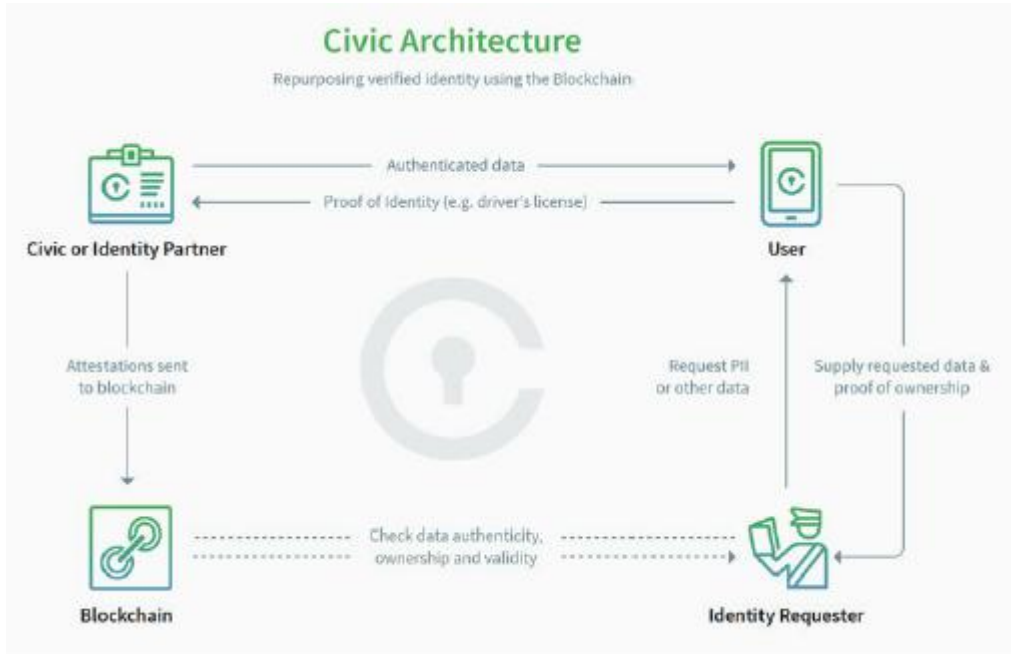 Civic Architecture
Repurposing verified identity using the Blockchain
Authenticated data
Proof of Identity (e.g. driver's license)
Civic or Identity Partner
User
Attestations sent
to blockchain
Request PII
or other data
Supply requested data &
proof of ownership
Check data authenticity,
ownership and validity
Blockchain
Identity Requester